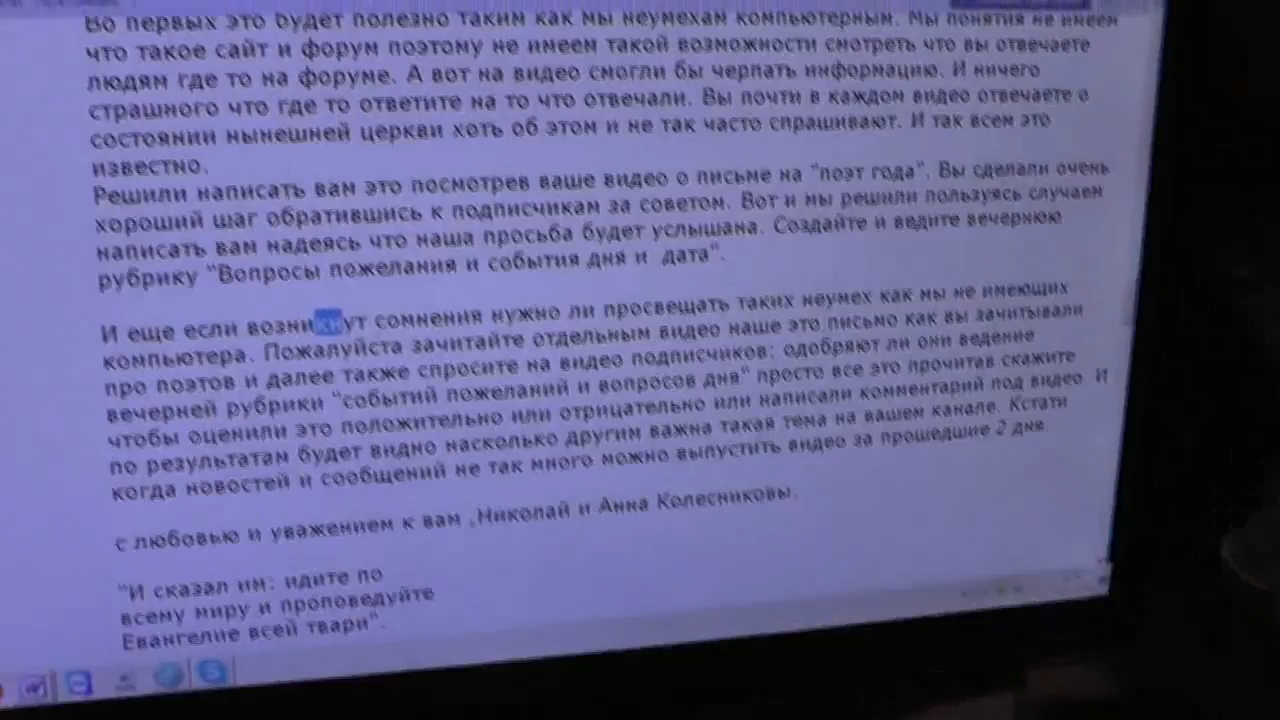 Во первых это будет полезно таким как мы неумехам компьютерным. Мы понятия не имеем
что такое сайт и форум поэтому не имеем такой возможности смотреть что вы отвечаете
людям где то на форуме. А вот на видео смогли бы черпать информацию. И ничего
страшного что где то ответите на то что отвечали. Вы почти в каждом видео отвечаете о
состоянии нынешней церкви хоть об этом и не так часто спрашивают. И так всем это
известно.
Решили написать вам это посмотрев ваше видео о письме на "поэт года". Вы сделали очень
хороший шаг обратившись к подписчикам за советом. Вот и мы решили пользуясь случаем
написать вам надеясь что наша просьба будет услышана. Создайте и ведите вечернюю
рубрику "Вопросы пожелания и события дня и дата".
И еще если возникнут сомнения нужно ли просвещать таких неумех как мы не имеющих
компьютера. Пожалуйста зачитайте отдельным видео наше это письмо как вы зачитывали
про поэтов и далее также спросите на видео подписчиков: одобряют ли они ведение
вечерней рубрики "событий пожеланий и вопросов дня" просто все это прочитав скажите
чтобы оценили это положительно или отрицательно или написали комментарий под видео. И
по результатам будет видно насколько другим важна такая тема на вашем канале. Кстати
когда новостей и сообщений не так много можно выпустить видео за прошедшие 2 дня.
с любовью и уважением к вам ,Николай и Анна Колесниковы.
"И сказал им: идите по
всему миру и проповедуйте
Евангелие всей твари".